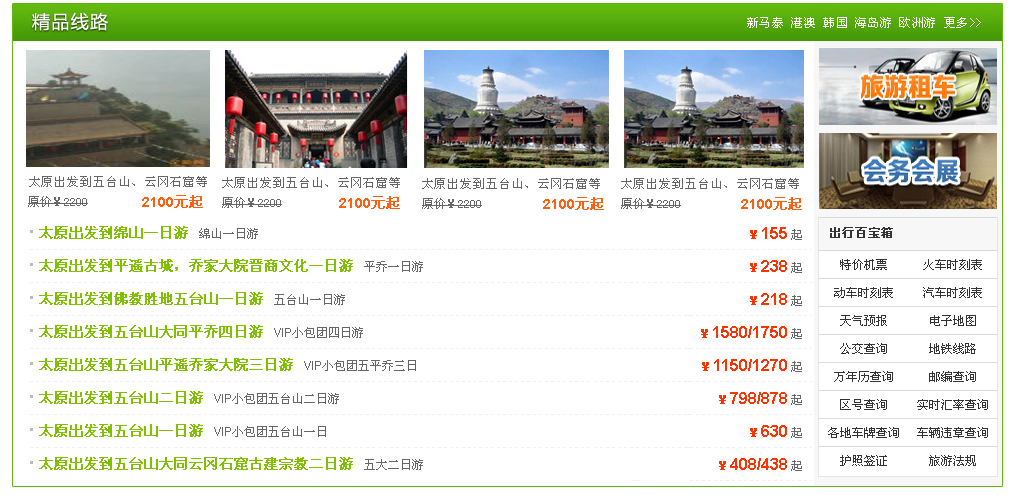 精品线路
新马泰 港澳 韩国 海岛游 欧洲游 更多>>
太原出发到五台山、云冈石窟等
原价¥2200 2100元起
太原出发到五台山、云冈石窟等
原价¥2200 2100元起
太原出发到五台山、云冈石窟等
原价¥2200 2100元起
太原出发到五台山、云冈石窟等
原价¥2200 2100元起
太原出发到绵山一日游 绵山一日游 ¥155 起
太原出发到平遥古城，乔家大院晋商文化一日游 平乔一日游 ¥238 起
太原出发到佛教胜地五台山一日游 五台山一日游 ¥218 起
太原出发到五台山大同平乔四日游 VIP小包团四日游 ¥1580/1750 起
太原出发到五台山平遥乔家大院三日游 VIP小包团五平乔三日 ¥1150/1270 起
太原出发到五台山二日游 VIP小包团五台山二日游 ¥798/878 起
太原出发到五台山一日游 VIP小包团五台山一日 ¥630 起
太原出发到五台山大同云冈石窟古建宗教二日游 五大二日游 ¥408/438 起
旅游租车
会务会展
出行百宝箱
特价机票 火车时刻表
动车时刻表 汽车时刻表
天气预报 电子地图
公交查询 地铁线路
万年历查询 邮编查询
区号查询 实时汇率查询
各地车牌查询 车辆违章查询
护照签证 旅游法规